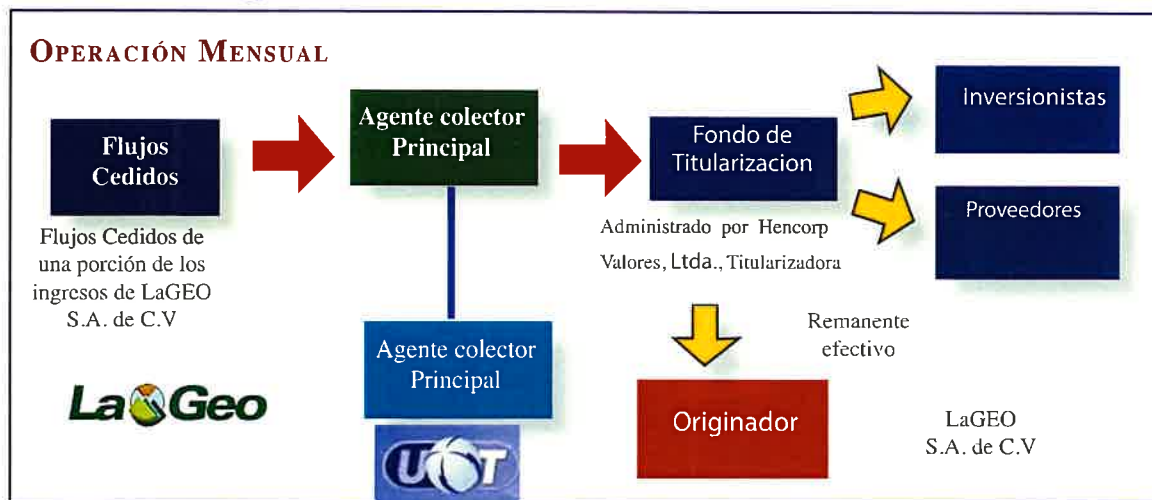 OPERACIÓN MENSUAL
Flujos
Cedidos
Flujos Cedidos de
una porción de los
ingresos de LaGEO
S.A. de C.V
LaGeo
Agente colector
Principal
Agente colector
Principal
UT
Fondo de
Titularizacion
Administrado por Hencorp
Valores, Ltda., Titularizadora
Inversionistas
Proveedores
Remanente
efectivo
Originador
LaGEO
S.A. de C.V